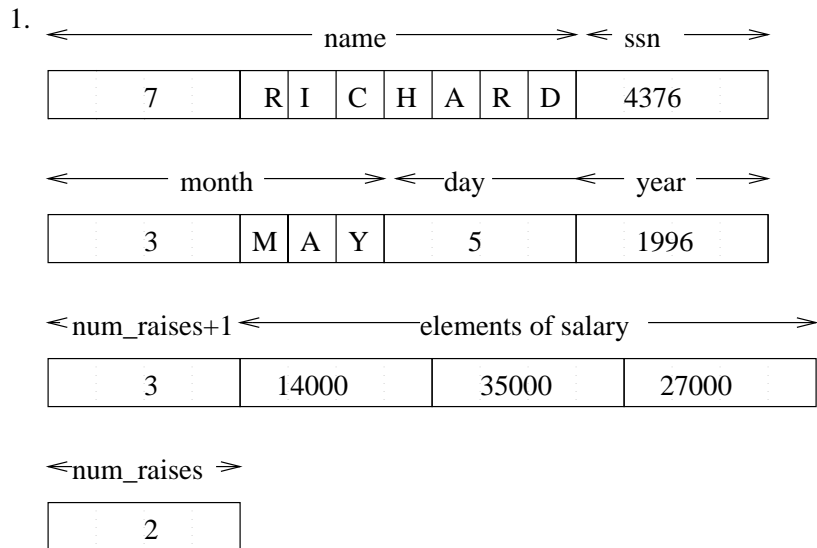 1.
name ssn
7 R I C H A R D 4376
month day year
3 M A Y 5 1996
num_raises+1 elements of salary
3 14000 35000 27000
num_raises
2